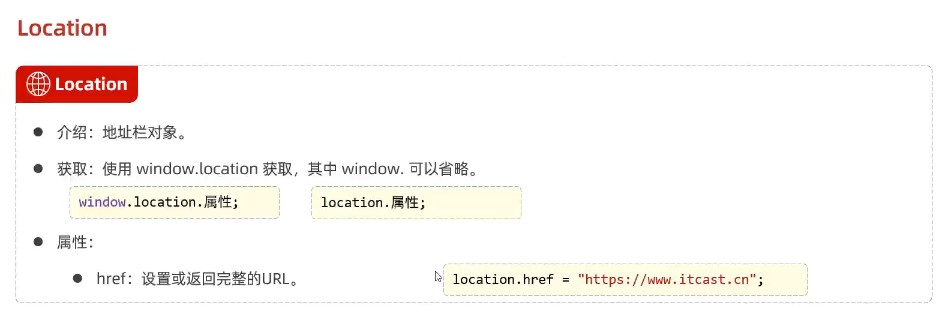 Location
Location
介绍：地址栏对象。
获取：使用 window.location 获取，其中 window. 可以省略。
window.location.属性; location.属性;
属性：
href：设置或返回完整的URL。 location.href = "https://www.itcast.cn";